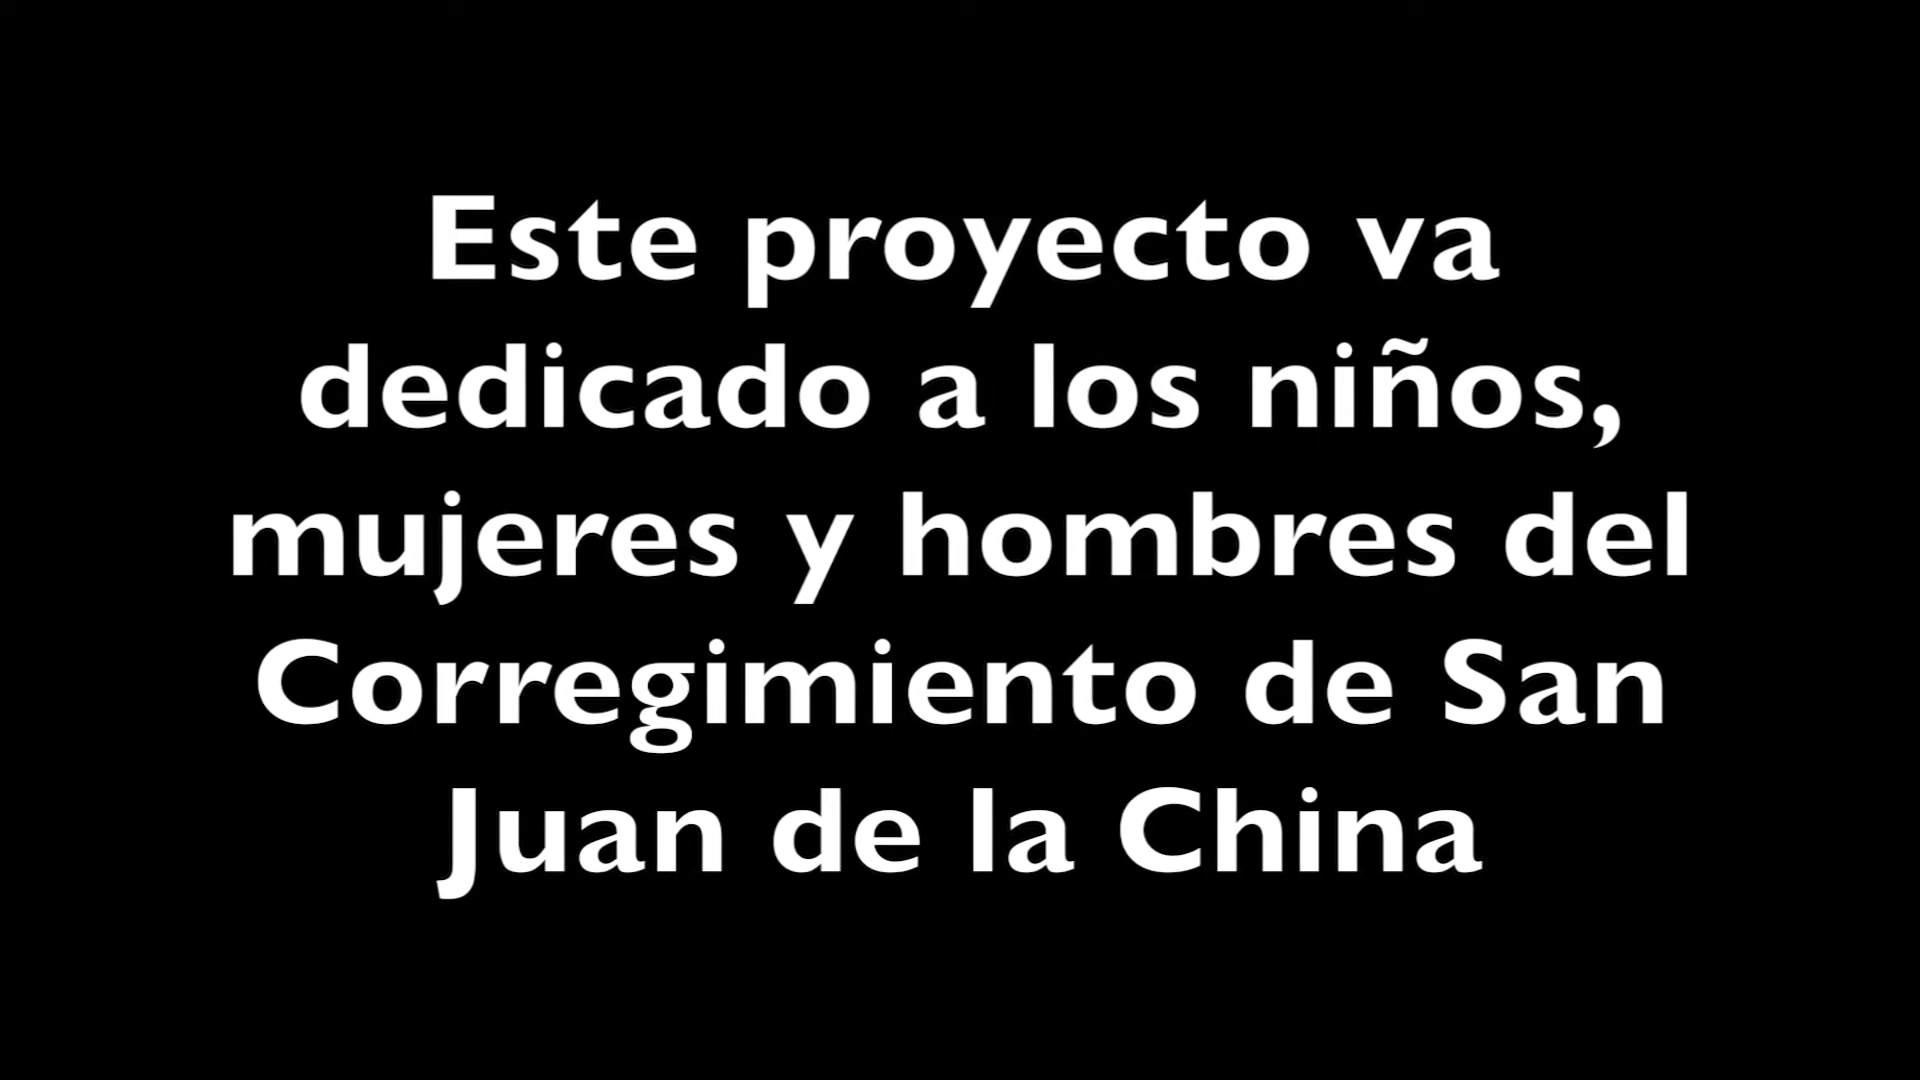 Este proyecto va
dedicado a los niños,
mujeres y hombres del
Corregimiento de San
Juan de la China